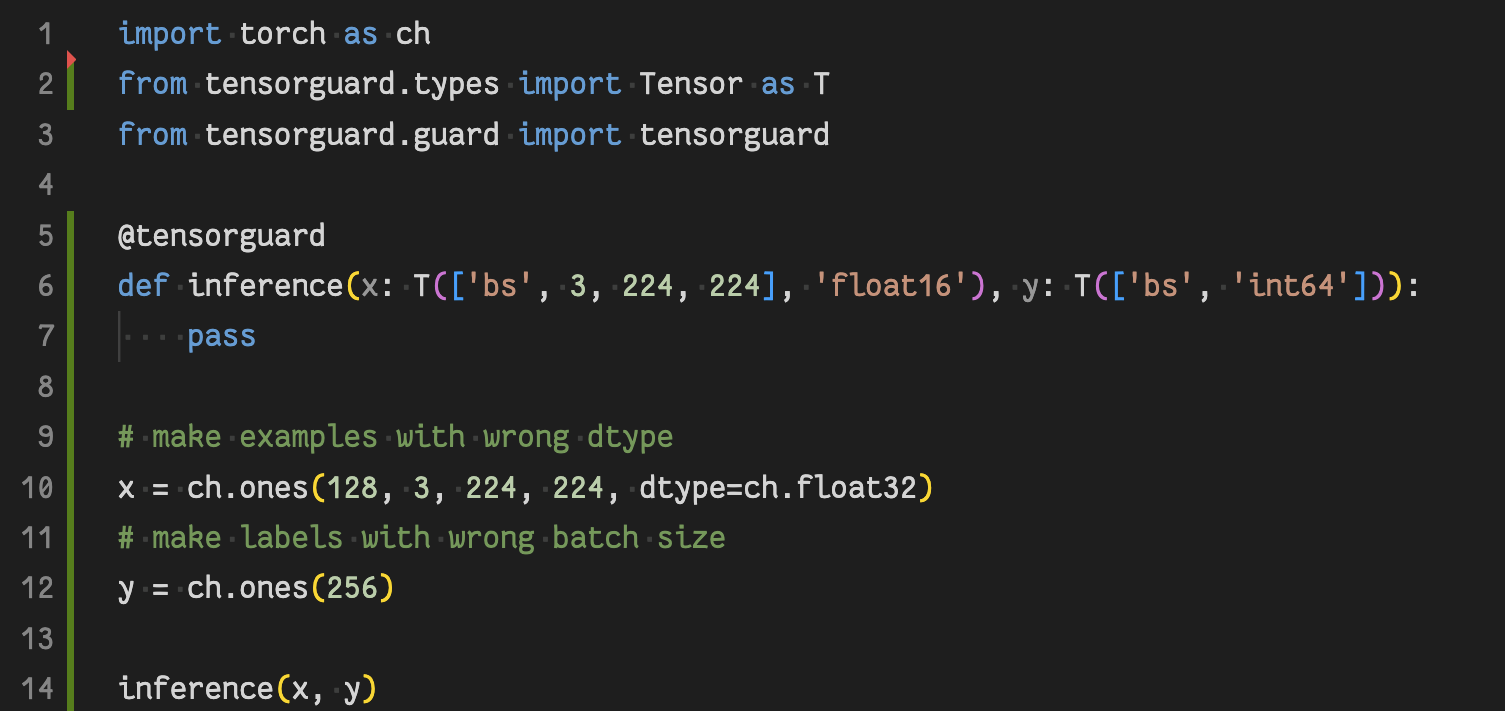 1 import torch as ch
2 from tensorguard.types import Tensor as T
3 from tensorguard.guard import tensorguard
4
5 @tensorguard
6 def inference(x: T(['bs', 3, 224, 224], 'float16'), y: T(['bs', 'int64'])):
7     pass
8
9 # make examples with wrong dtype
10 x = ch.ones(128, 3, 224, 224, dtype=ch.float32)
11 # make labels with wrong batch size
12 y = ch.ones(256)
13
14 inference(x, y)